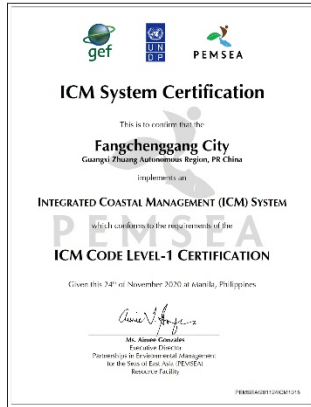 gef
U N
D P
PEMSEA
ICM System Certification
This is to confirm that the
Fangchenggang City
Guangxi Zhuang Autonomous Region, PR China
implements an
INTEGRATED COASTAL MANAGEMENT (ICM) SYSTEM
which conforms to the requirements of the
PEMSEA
ICM CODE LEVEL-1 CERTIFICATION
Given this 24th of November 2020 at Manila, Philippines
Ms. Aimee Gonzales
Executive Director
Partnerships in Environmental Management
for the Seas of East Asia (PEMSEA)
Resource Facility